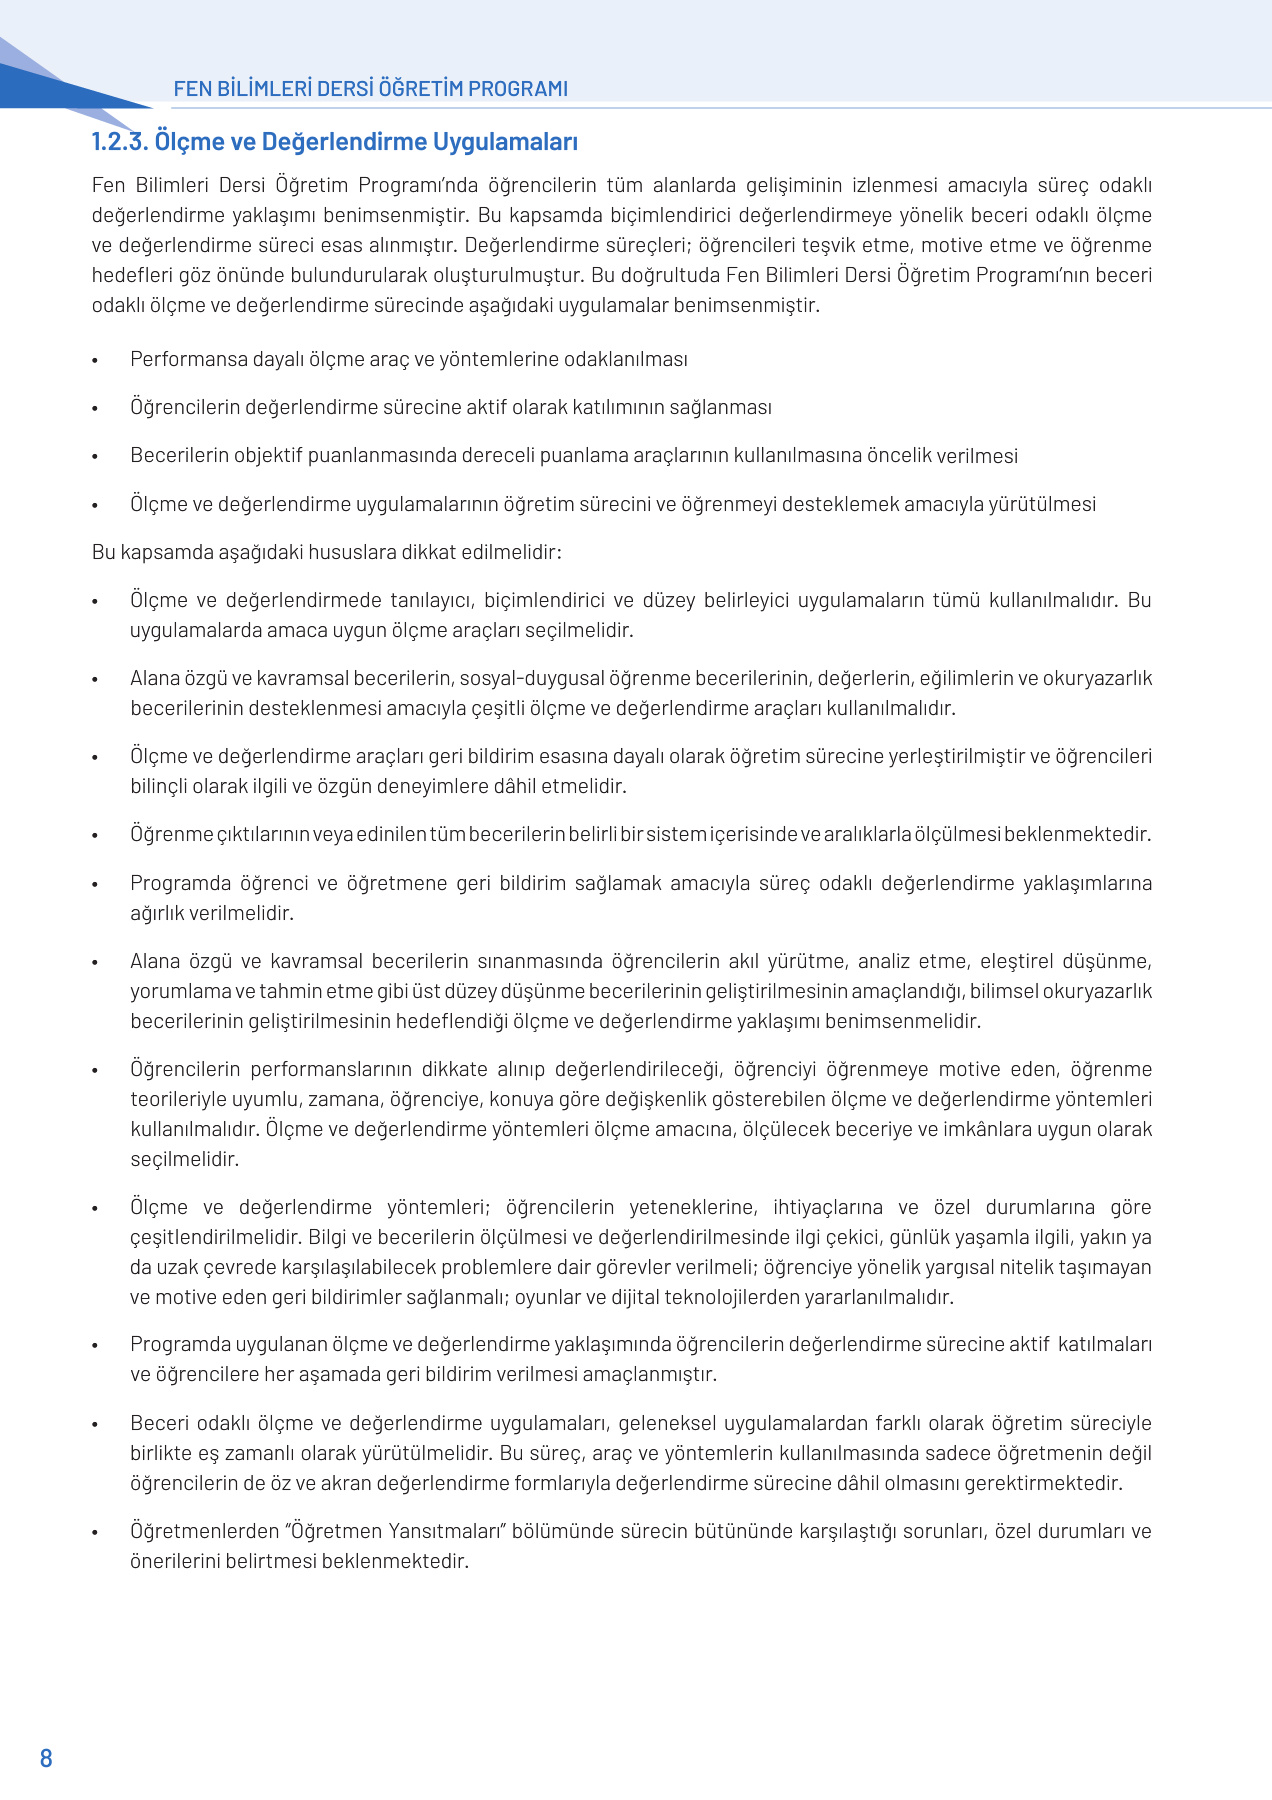 FEN BİLİMLERİ DERSİ ÖĞRETİM PROGRAMI
1.2.3. Ölçme ve Değerlendirme Uygulamaları
Fen Bilimleri Dersi Öğretim Programı’nda öğrencilerin tüm alanlarda gelişiminin izlenmesi amacıyla süreç odaklı
değerlendirme yaklaşımı benimsenmiştir. Bu kapsamda biçimlendirici değerlendirmeye yönelik beceri odaklı ölçme
ve değerlendirme süreci esas alınmıştır. Değerlendirme süreçleri; öğrencileri teşvik etme, motive etme ve öğrenme
hedefleri göz önünde bulundurularak oluşturulmuştur. Bu doğrultuda Fen Bilimleri Dersi Öğretim Programı’nın beceri
odaklı ölçme ve değerlendirme sürecinde aşağıdaki uygulamalar benimsenmiştir.
• Performansa dayalı ölçme araç ve yöntemlerine odaklanılması
• Öğrencilerin değerlendirme sürecine aktif olarak katılımının sağlanması
• Becerilerin objektif puanlanmasında dereceli puanlama araçlarının kullanılmasına öncelik verilmesi
• Ölçme ve değerlendirme uygulamalarının öğretim sürecini ve öğrenmeyi desteklemek amacıyla yürütülmesi
Bu kapsamda aşağıdaki hususlara dikkat edilmelidir:
• Ölçme ve değerlendirmede tanılayıcı, biçimlendirici ve düzey belirleyici uygulamaların tümü kullanılmalıdır. Bu
uygulamalarda amaca uygun ölçme araçları seçilmelidir.
• Alana özgü ve kavramsal becerilerin, sosyal-duygusal öğrenme becerilerinin, değerlerin, eğilimlerin ve okuryazarlık
becerilerinin desteklenmesi amacıyla çeşitli ölçme ve değerlendirme araçları kullanılmalıdır.
• Ölçme ve değerlendirme araçları geri bildirim esasına dayalı olarak öğretim sürecine yerleştirilmiştir ve öğrencileri
bilinçli olarak ilgili ve özgün deneyimlere dâhil etmelidir.
• Öğrenme çıktılarının veya edinilen tüm becerilerin belirli bir sistem içerisinde ve aralıklarla ölçülmesi beklenmektedir.
• Programda öğrenci ve öğretmene geri bildirim sağlamak amacıyla süreç odaklı değerlendirme yaklaşımlarına
ağırlık verilmelidir.
• Alana özgü ve kavramsal becerilerin sınanmasında öğrencilerin akıl yürütme, analiz etme, eleştirel düşünme,
yorumlama ve tahmin etme gibi üst düzey düşünme becerilerinin geliştirilmesinin amaçlandığı, bilimsel okuryazarlık
becerilerinin geliştirilmesinin hedeflendiği ölçme ve değerlendirme yaklaşımı benimsenmelidir.
• Öğrencilerin performanslarının dikkate alınıp değerlendirileceği, öğrenciyi öğrenmeye motive eden, öğrenme
teorileriyle uyumlu, zamana, öğrenciye, konuya göre değişkenlik gösterebilen ölçme ve değerlendirme yöntemleri
kullanılmalıdır. Ölçme ve değerlendirme yöntemleri ölçme amacına, ölçülecek beceriye ve imkânlara uygun olarak
seçilmelidir.
• Ölçme ve değerlendirme yöntemleri; öğrencilerin yeteneklerine, ihtiyaçlarına ve özel durumlarına göre
çeşitlendirilmelidir. Bilgi ve becerilerin ölçülmesi ve değerlendirilmesinde ilgi çekici, günlük yaşamla ilgili, yakın ya
da uzak çevrede karşılaşılabilecek problemlere dair görevler verilmeli; öğrenciye yönelik yargısal nitelik taşımayan
ve motive eden geri bildirimler sağlanmalı; oyunlar ve dijital teknolojilerden yararlanılmalıdır.
• Programda uygulanan ölçme ve değerlendirme yaklaşımında öğrencilerin değerlendirme sürecine aktif katılmaları
ve öğrencilere her aşamada geri bildirim verilmesi amaçlanmıştır.
• Beceri odaklı ölçme ve değerlendirme uygulamaları, geleneksel uygulamalardan farklı olarak öğretim süreciyle
birlikte eş zamanlı olarak yürütülmelidir. Bu süreç, araç ve yöntemlerin kullanılmasında sadece öğretmenin değil
öğrencilerin de öz ve akran değerlendirme formlarıyla değerlendirme sürecine dâhil olmasını gerektirmektedir.
• Öğretmenlerden “Öğretmen Yansıtmaları” bölümünde sürecin bütününde karşılaştığı sorunları, özel durumları ve
önerilerini belirtmesi beklenmektedir.
8